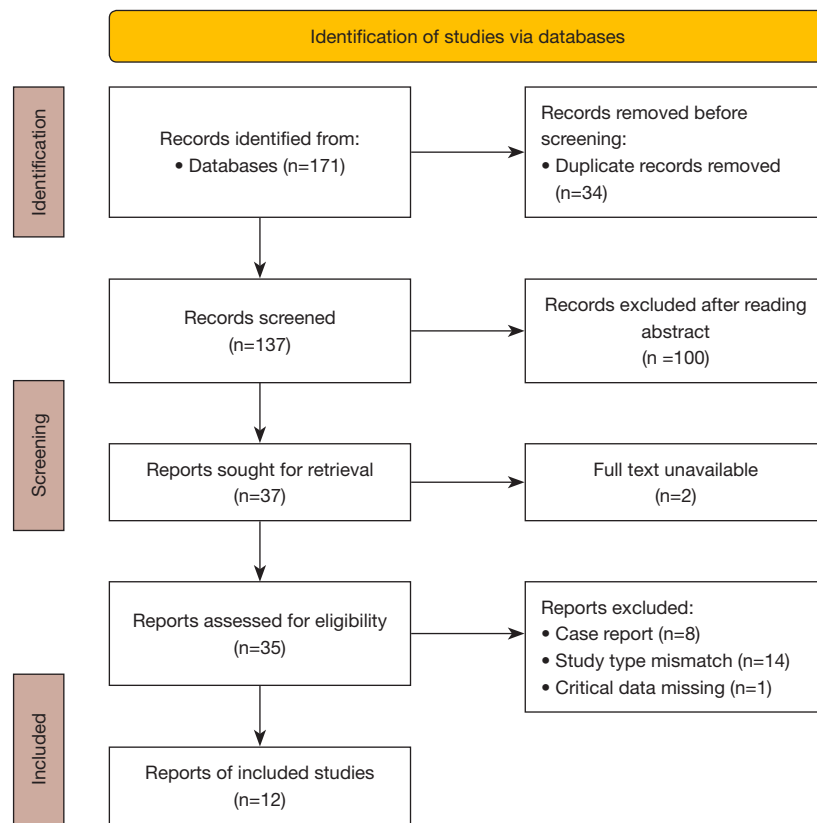 Identification of studies via databases
Identification
Records identified from:
• Databases (n=171)
Records removed before
screening:
• Duplicate records removed
(n=34)
Records screened
(n=137)
Records excluded after reading
abstract
(n =100)
Screening
Reports sought for retrieval
(n=37)
Full text unavailable
(n=2)
Reports assessed for eligibility
(n=35)
Reports excluded:
• Case report (n=8)
• Study type mismatch (n=14)
• Critical data missing (n=1)
Included
Reports of included studies
(n=12)